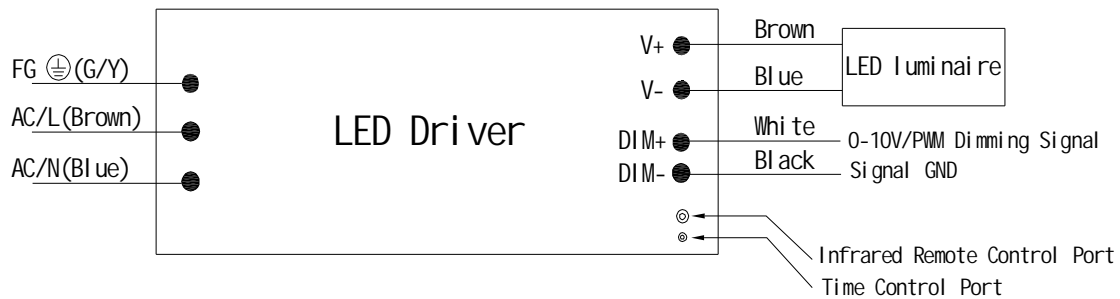 FG (G/Y)
AC/L(Brown)
AC/N(Blue)
LED Driver
V+
Brown
V-
Blue
LED luminaire
DIM+
White
0-10V/PWM Dimming Signal
DIM-
Black
Signal GND
Infrared Remote Control Port
Time Control Port